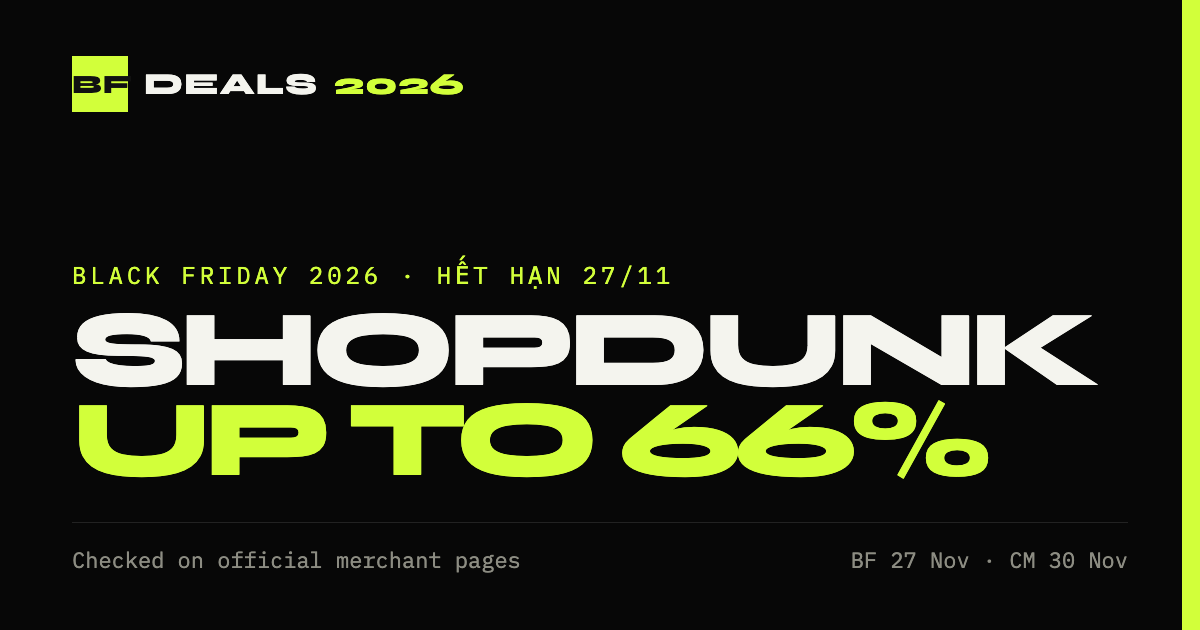 BF DEALS 2026
BLACK FRIDAY 2026 · HẾT HẠN 27/11
SHOPDUNK
UP TO 66%
Checked on official merchant pages
BF 27 Nov · CM 30 Nov